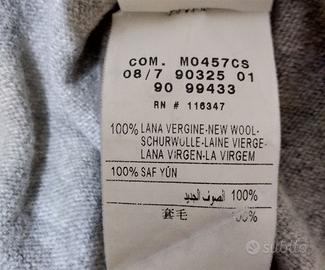 COM. M0457CS
08/7 90325 01
90 99433
RN # 116347
100% LANA VERGINE-NEW WOOL-
SCHURWOLLE-LAINE VIERGE-
LANA VIRGEN-LA VIRGEM
100% SAF YÜN
100% الصوف الجديد
套毛 100%
subito